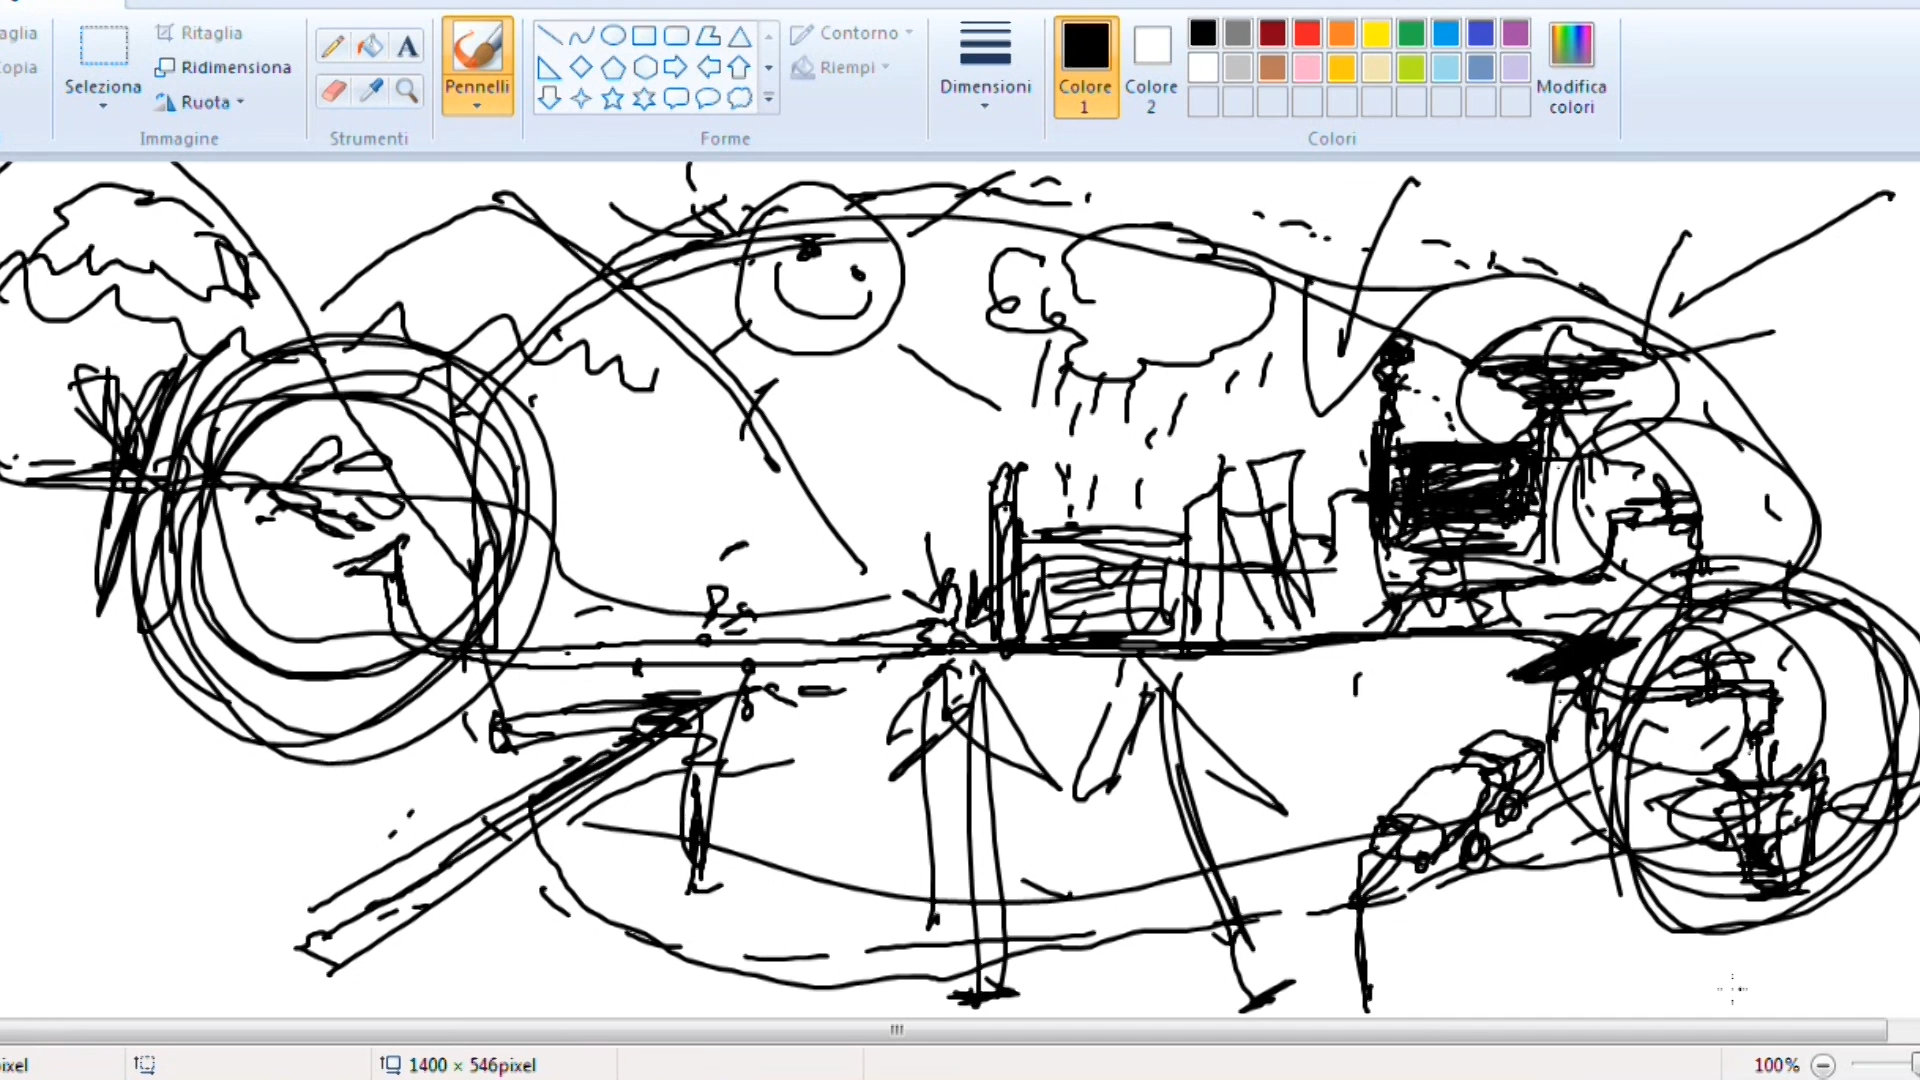 aglia
Ritaglia
Contorno
opia
Seleziona
Ridimensiona
A
Pennelli
Riempi
Dimensioni
Colore
1
Colore
2
Modifica
colori
Ruota
Immagine
Strumenti
Forme
Colori
ixel
1400 × 546pixel
100%